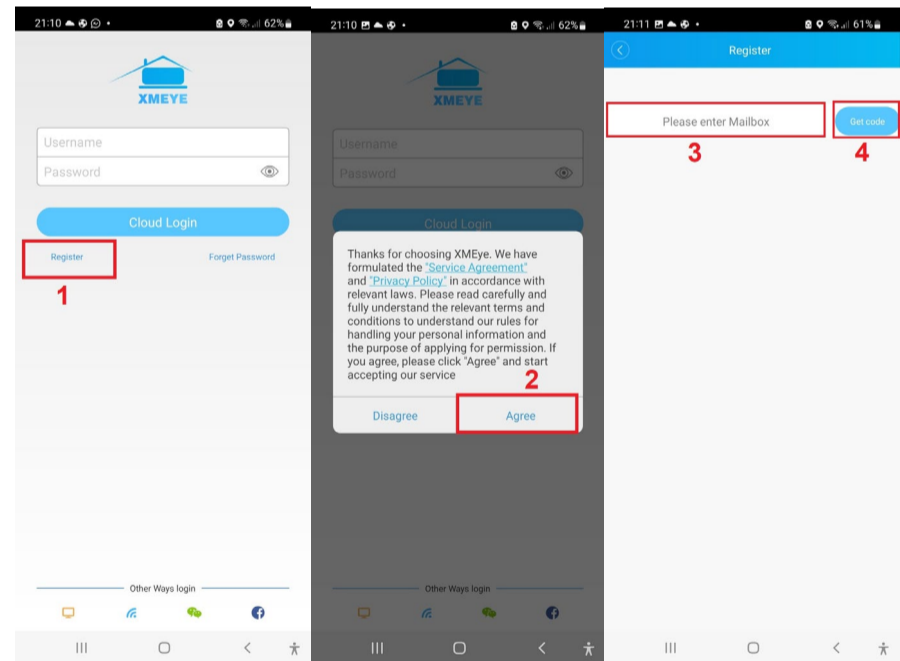 21:10
62%
XMEYE
Username
Password
Cloud Login
Register
Forget Password
1
Other Ways login
21:10
62%
XMEYE
Username
Password
Cloud Login
Thanks for choosing XMEye. We have
formulated the "Service Agreement"
and "Privacy Policy" in accordance with
relevant laws. Please read carefully and
fully understand the relevant terms and
conditions to understand our rules for
handling your personal information and
the purpose of applying for permission. If
you agree, please click "Agree" and start
accepting our service
2
Disagree
Agree
Other Ways login
21:11
61%
Register
Please enter Mailbox
Get code
3
4